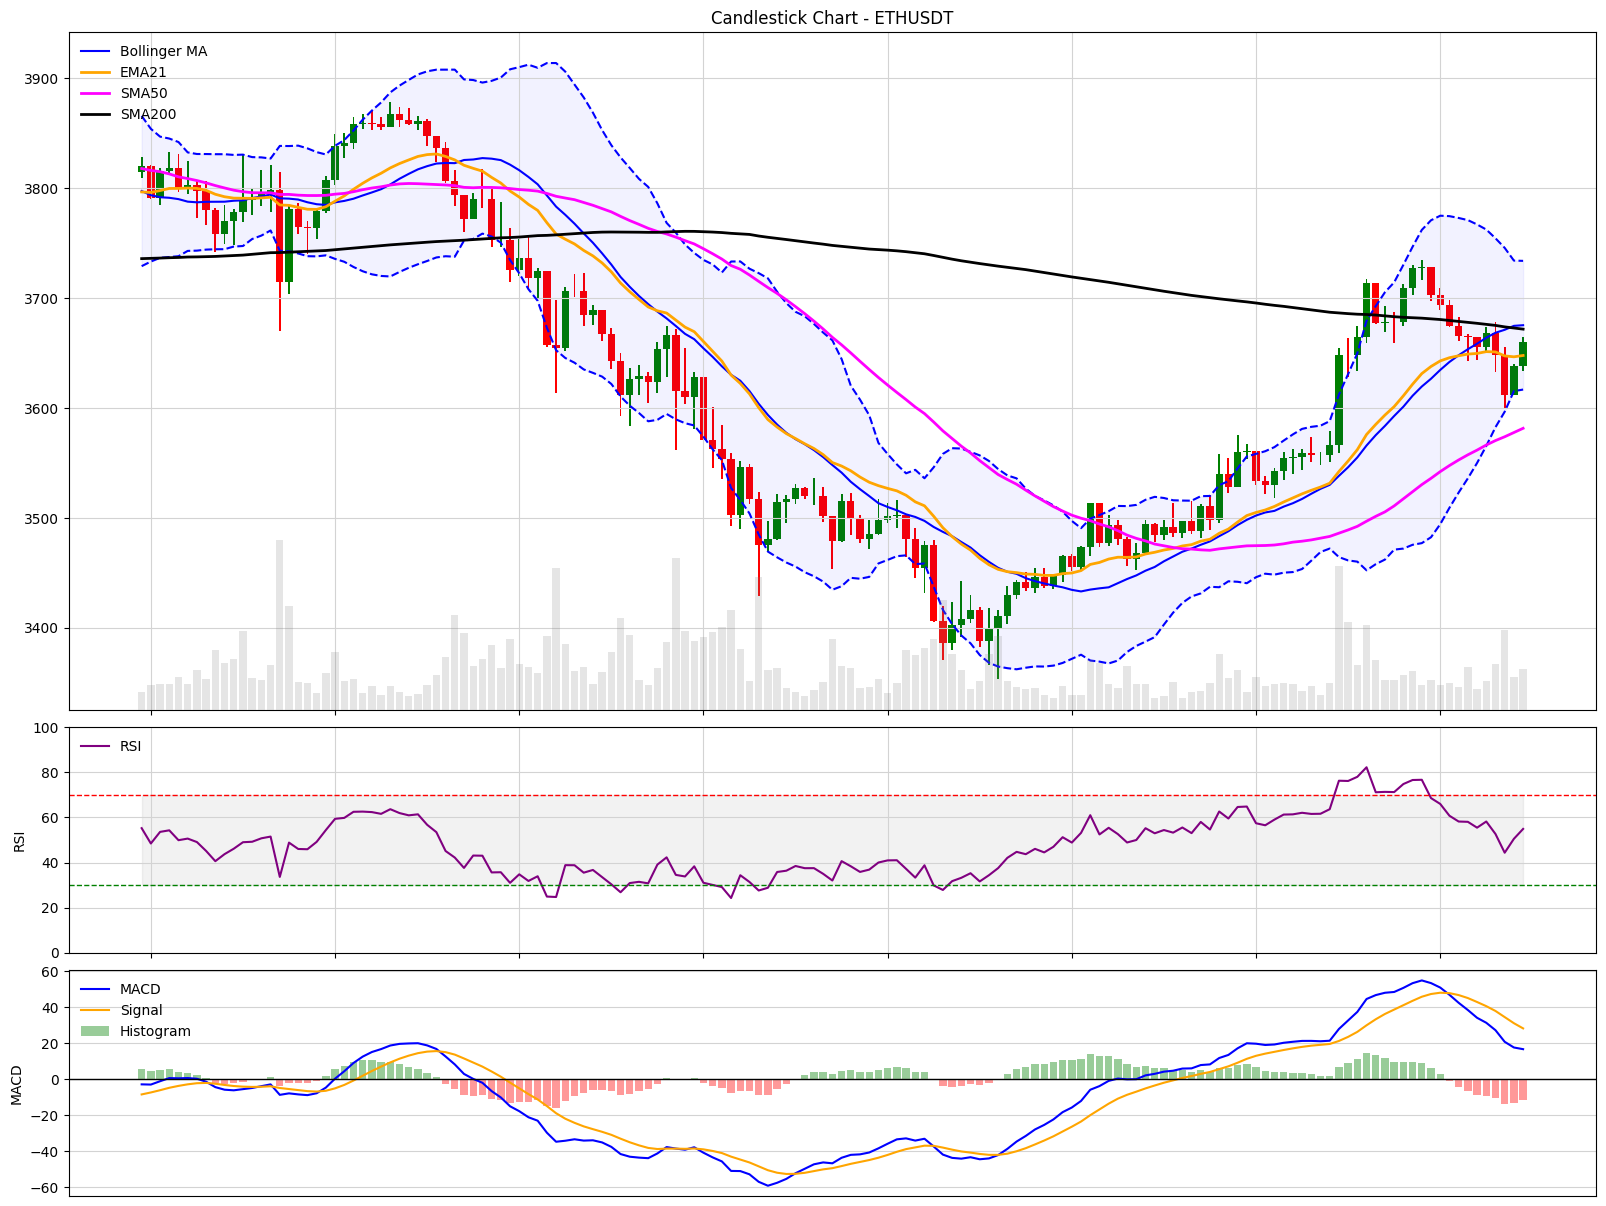 Candlestick Chart - ETHUSDT
Bollinger MA
EMA21
SMA50
SMA200
3900
3800
3700
3600
3500
3400
RSI
100
80
60
40
20
0
RSI
MACD
Signal
Histogram
60
40
20
0
−20
−40
−60
MACD